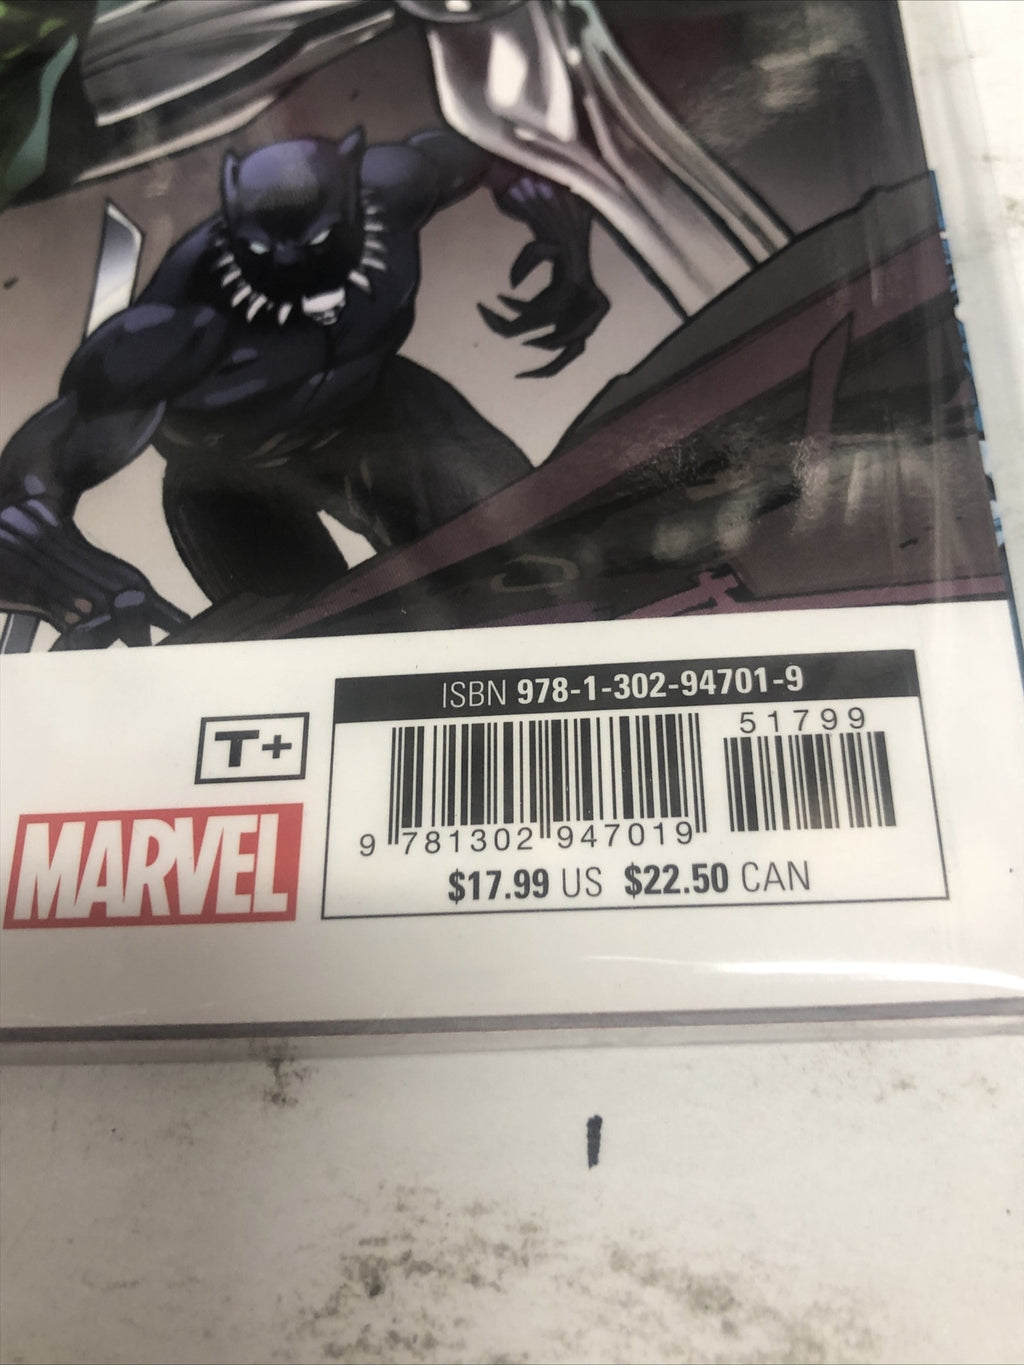 ISBN 978-1-302-94701-9
51799
T+
9 781302 947019
MARVEL
$17.99 US $22.50 CAN